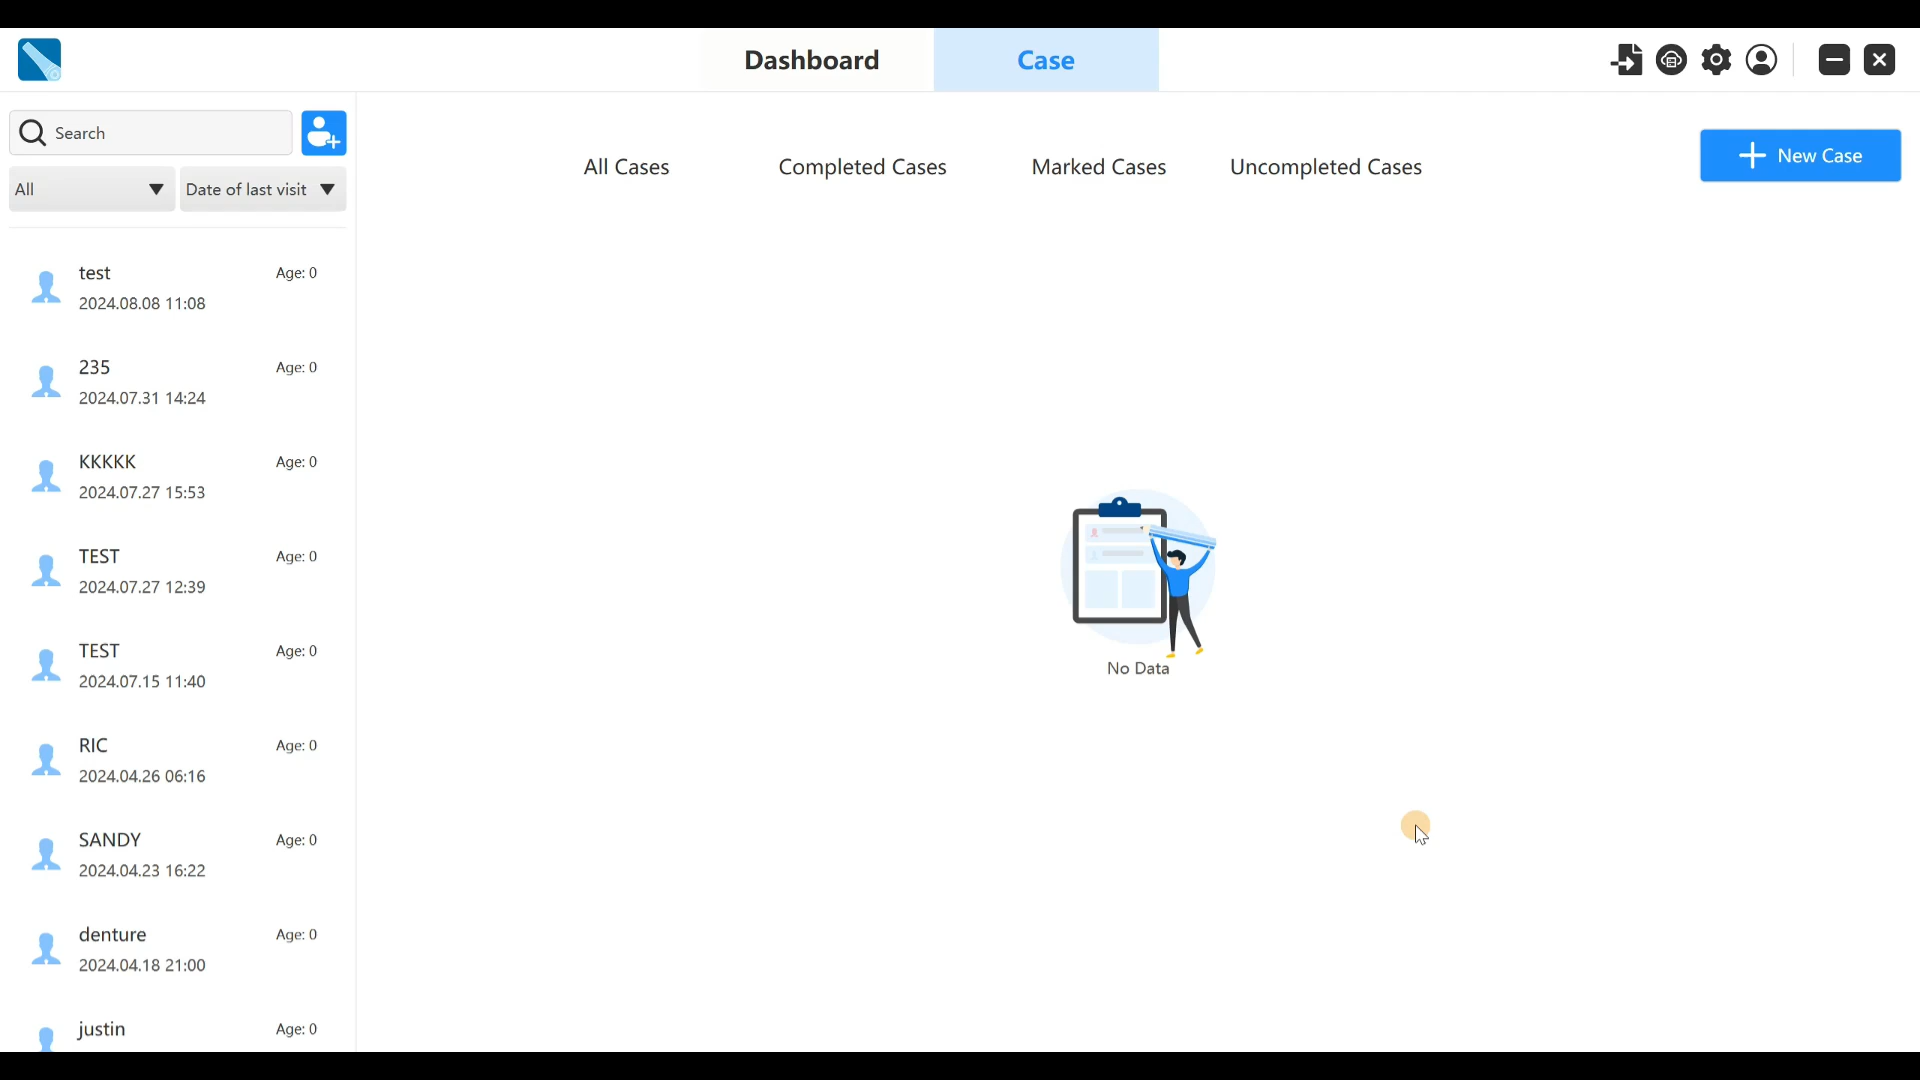 Dashboard
Case
Search
All
Date of last visit
All Cases
Completed Cases
Marked Cases
Uncompleted Cases
New Case
test
Age: 0
2024.08.08 11:08
235
Age: 0
2024.07.31 14:24
KKKKK
Age: 0
2024.07.27 15:53
TEST
Age: 0
2024.07.27 12:39
TEST
Age: 0
2024.07.15 11:40
RIC
Age: 0
2024.04.26 06:16
SANDY
Age: 0
2024.04.23 16:22
denture
Age: 0
2024.04.18 21:00
justin
Age: 0
No Data